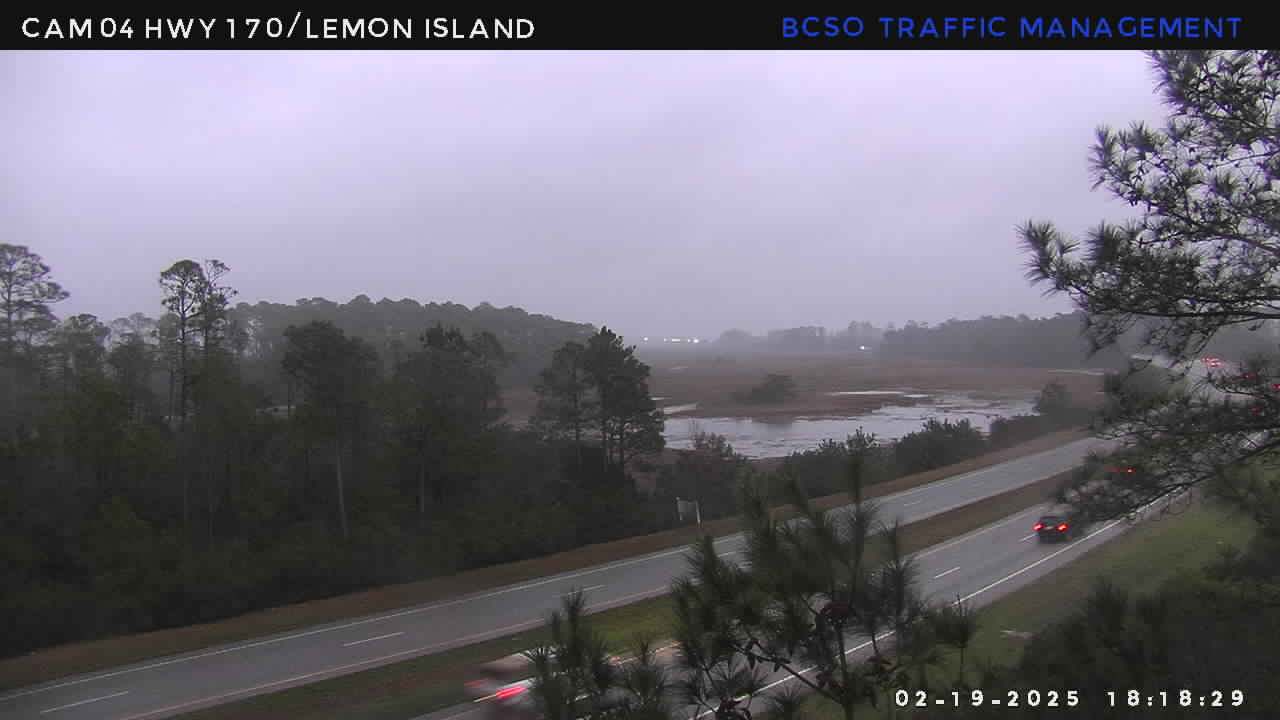 CAM04 HWY 170/LEMON ISLAND
BCSO TRAFFIC MANAGEMENT
02-19-2025 18:18:29